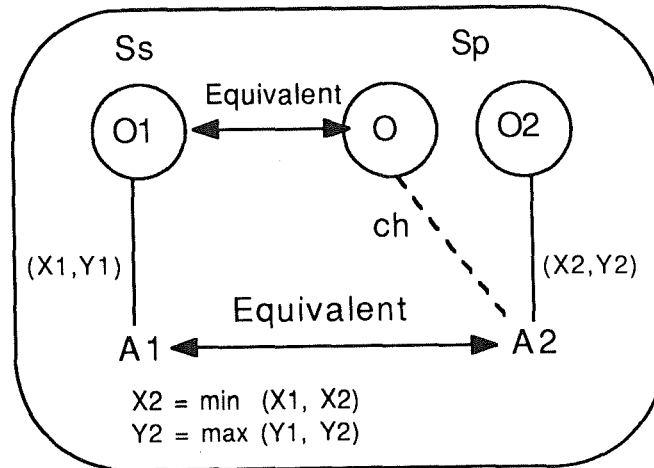 Ss Sp
Equivalent
O1 O O2
ch
(X1,Y1) (X2,Y2)
Equivalent
A1 A2
X2 = min (X1, X2)
Y2 = max (Y1, Y2)